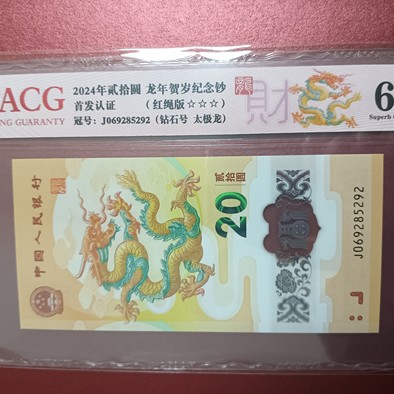 ACG
NG GUARANTY
2024年贰拾圆 龙年贺岁纪念钞
首发认证 （红绳版☆☆☆）
冠号：J069285292（钻石号 太极龙）
財
6
Superb
中国人民银行
贰拾圆
20
J069285292